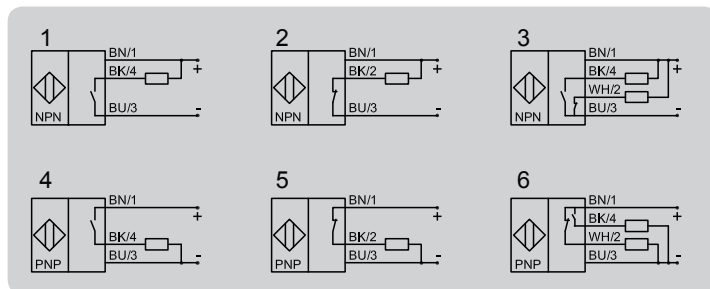 1
BN/1
+
BK/4
BU/3
-
NPN
2
BN/1
+
BK/2
BU/3
-
NPN
3
BN/1
+
BK/4
WH/2
BU/3
-
NPN
4
BN/1
+
BK/4
BU/3
-
PNP
5
BN/1
+
BK/2
BU/3
-
PNP
6
BN/1
+
BK/4
WH/2
BU/3
-
PNP